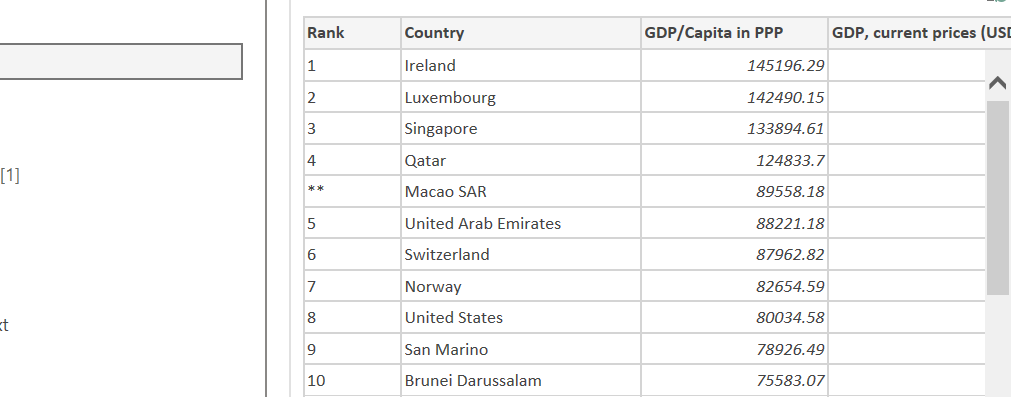 Rank Country GDP/Capita in PPP GDP, current prices (USD
1 Ireland 145196.29
2 Luxembourg 142490.15
3 Singapore 133894.61
4 Qatar 124833.7
[1]
** Macao SAR 89558.18
5 United Arab Emirates 88221.18
6 Switzerland 87962.82
7 Norway 82654.59
8 United States 80034.58
xt
9 San Marino 78926.49
10 Brunei Darussalam 75583.07